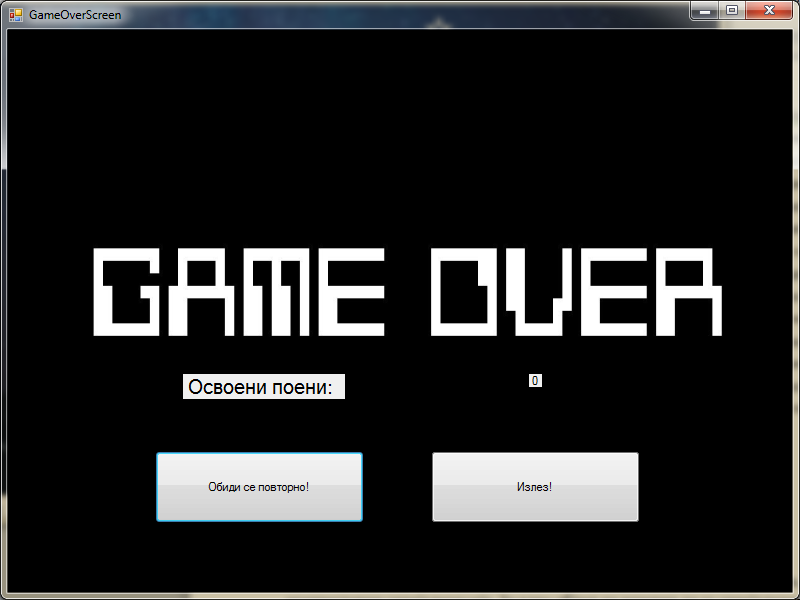 GameOverScreen
GAME OVER
Освоени поени:
0
Обиди се повторно!
Излез!